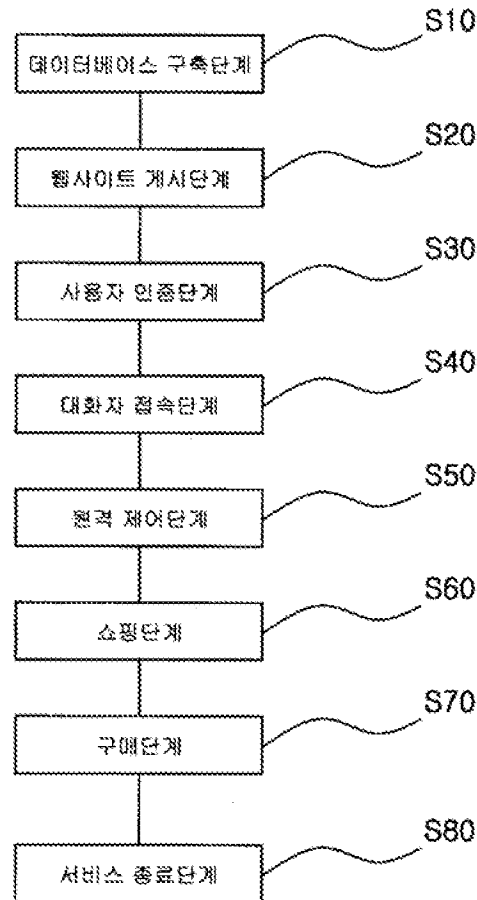 S10
데이터베이스 구축단계
S20
웹사이트 게시단계
S30
사용자 인증단계
S40
대화자 접속단계
S50
원격 제어단계
S60
쇼핑단계
S70
구매단계
S80
서비스 종료단계